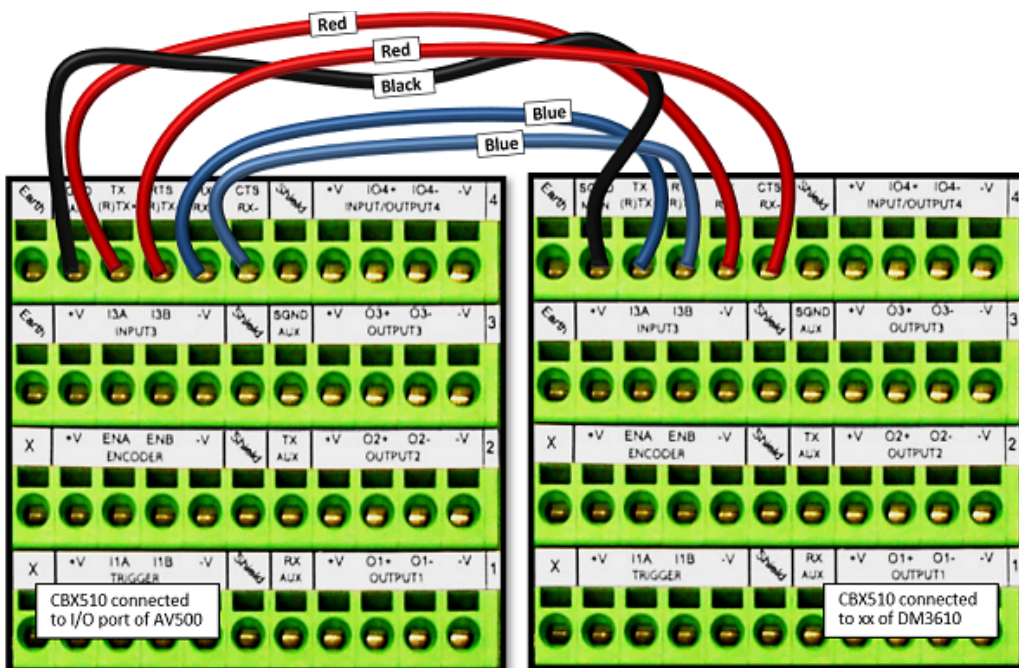 Red
Red
Black
Blue
Blue
Earth TX RTS CTS Shield +V IO4+ IO4- -V 4
(R)TX+ RX- INPUT/OUTPUT4
Earth +V I3A I3B -V Shield SGND O3+ O3- -V 3
INPUT3 AUX +V OUTPUT3
X +V ENA ENB -V Shield TX +V O2+ O2- -V 2
ENCODER AUX OUTPUT2
X +V I1A I1B -V Shield RX +V O1+ O1- -V 1
TRIGGER AUX OUTPUT1
CBX510 connected
to I/O port of AV500
Earth TX CTS Shield +V IO4+ IO4- -V 4
RX- INPUT/OUTPUT4
Earth +V I3A I3B -V Shield SGND +V O3+ O3- -V 3
INPUT3 AUX OUTPUT3
X +V ENA ENB -V Shield TX +V O2+ O2- -V 2
ENCODER AUX OUTPUT2
X +V I1A I1B -V Shield RX +V O1+ O1- -V 1
TRIGGER AUX OUTPUT1
CBX510 connected
to xx of DM3610